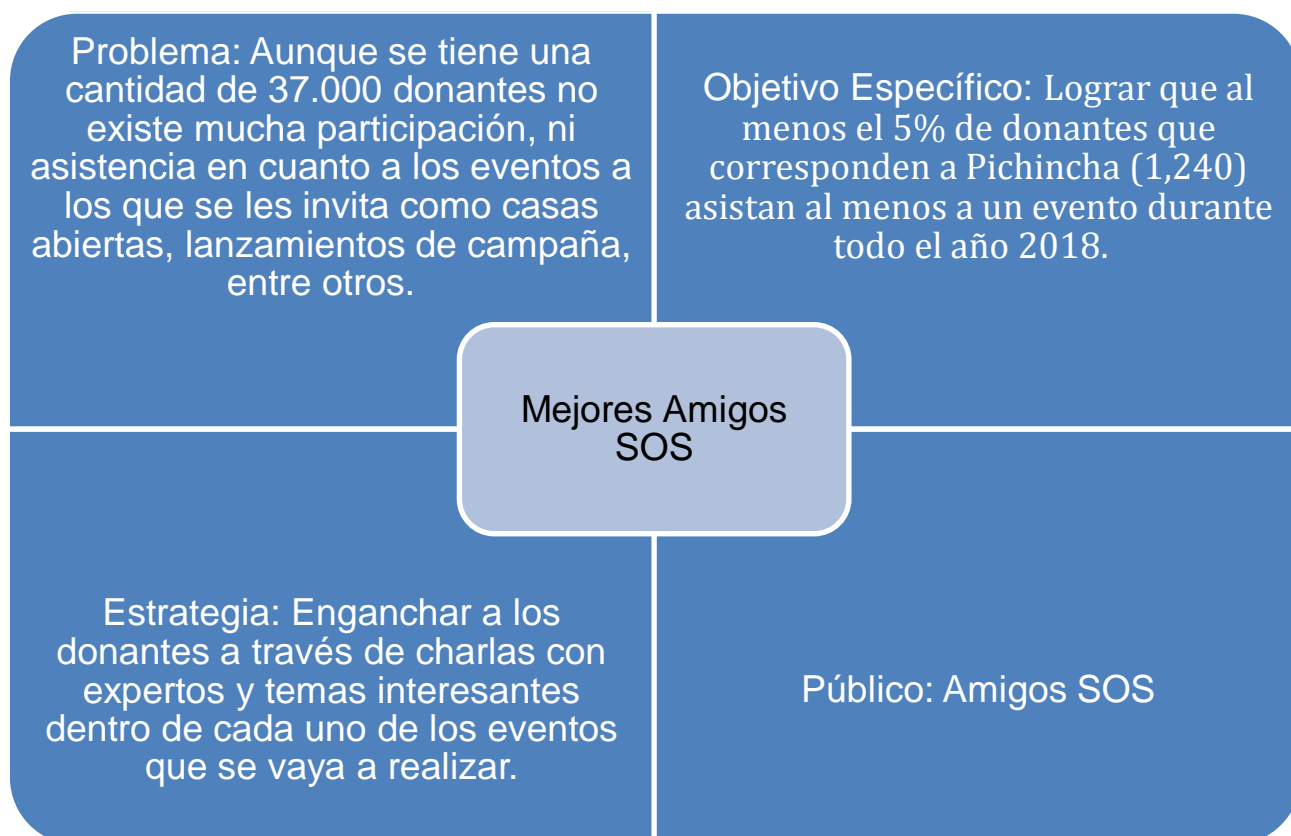 Problema: Aunque se tiene una
cantidad de 37.000 donantes no
existe mucha participación, ni
asistencia en cuanto a los eventos a
los que se les invita como casas
abiertas, lanzamientos de campaña,
entre otros.
Objetivo Específico: Lograr que al
menos el 5% de donantes que
corresponden a Pichincha (1,240)
asistan al menos a un evento durante
todo el año 2018.
Mejores Amigos
SOS
Estrategia: Enganchar a los
donantes a través de charlas con
expertos y temas interesantes
dentro de cada uno de los eventos
que se vaya a realizar.
Público: Amigos SOS